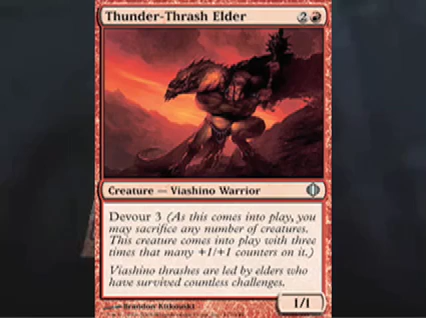 Thunder-Thrash Elder 2
Creature — Viashino Warrior
Devour 3 (As this comes into play, you
may sacrifice any number of creatures.
This creature comes into play with three
times that many +1/+1 counters on it.)
Viashino thrashes are led by elders who
have survived countless challenges.
Brandon Kitkouski
1/1